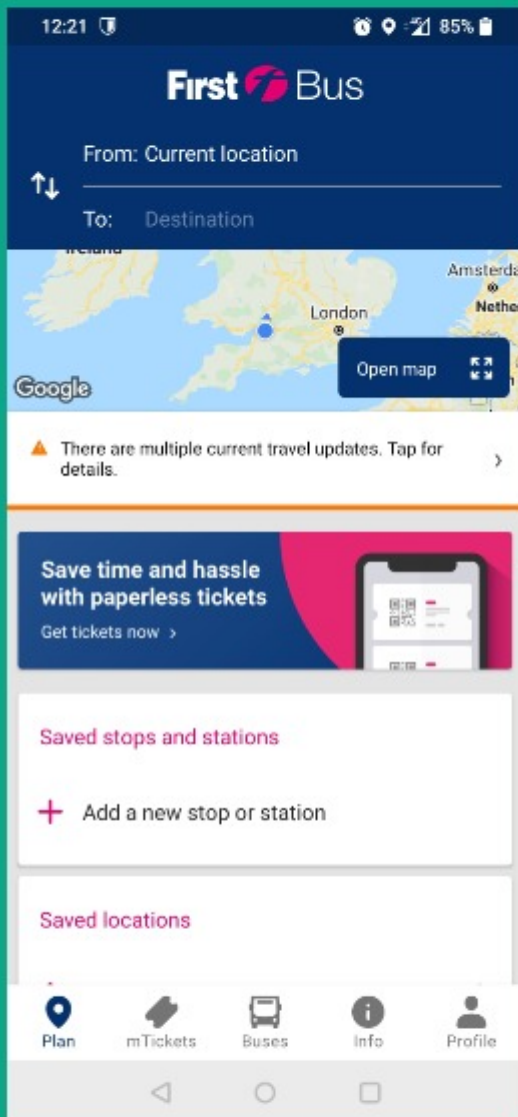 12:21 85%
First Bus
From: Current location
To: Destination
Ireland
Amsterda
London
Nethe
Open map
Google
There are multiple current travel updates. Tap for
details.
Save time and hassle
with paperless tickets
Get tickets now >
Saved stops and stations
+ Add a new stop or station
Saved locations
Plan mTickets Buses Info Profile